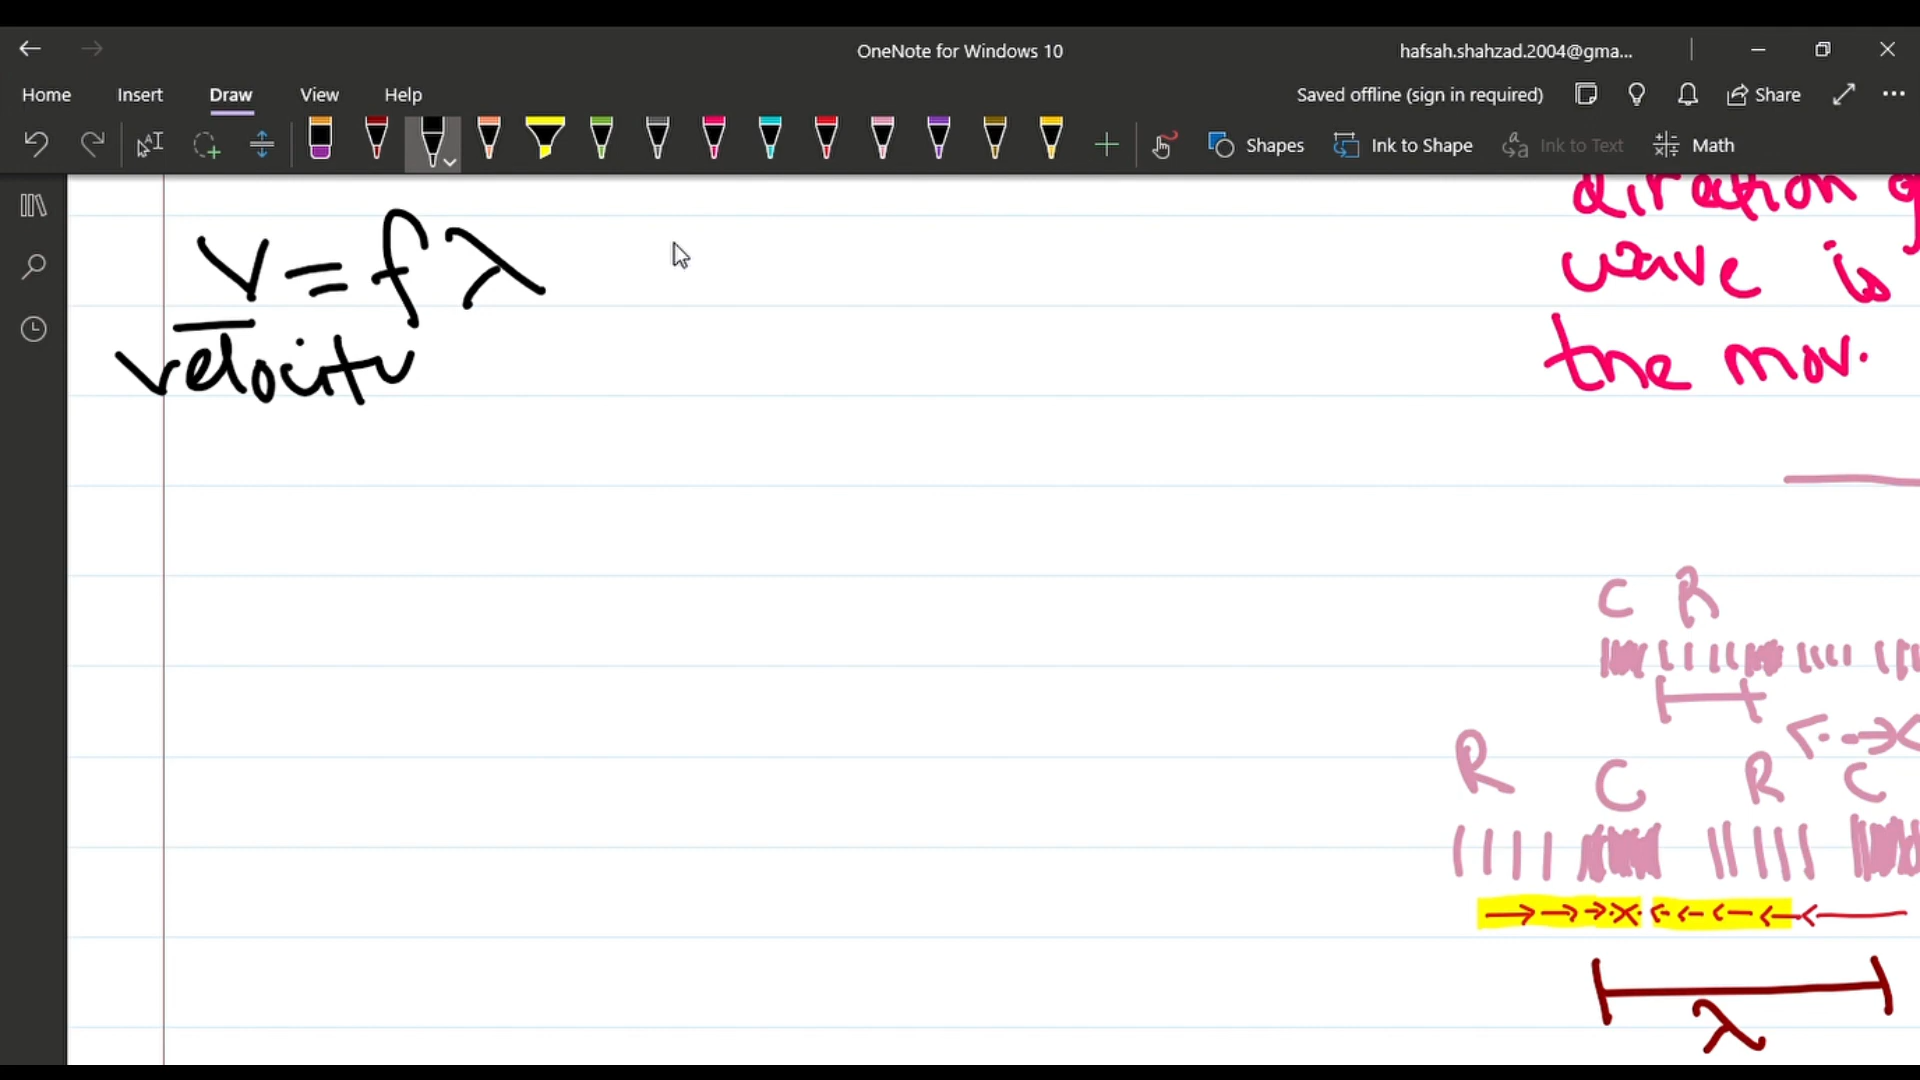 OneNote for Windows 10
hafsah.shahzad.2004@gma...
Home Insert Draw View Help
Saved offline (sign in required) Share
Shapes Ink to Shape Ink to Text Math
v = fλ
velocity
direction
wave is
the mov.
C R
R C R C
λ